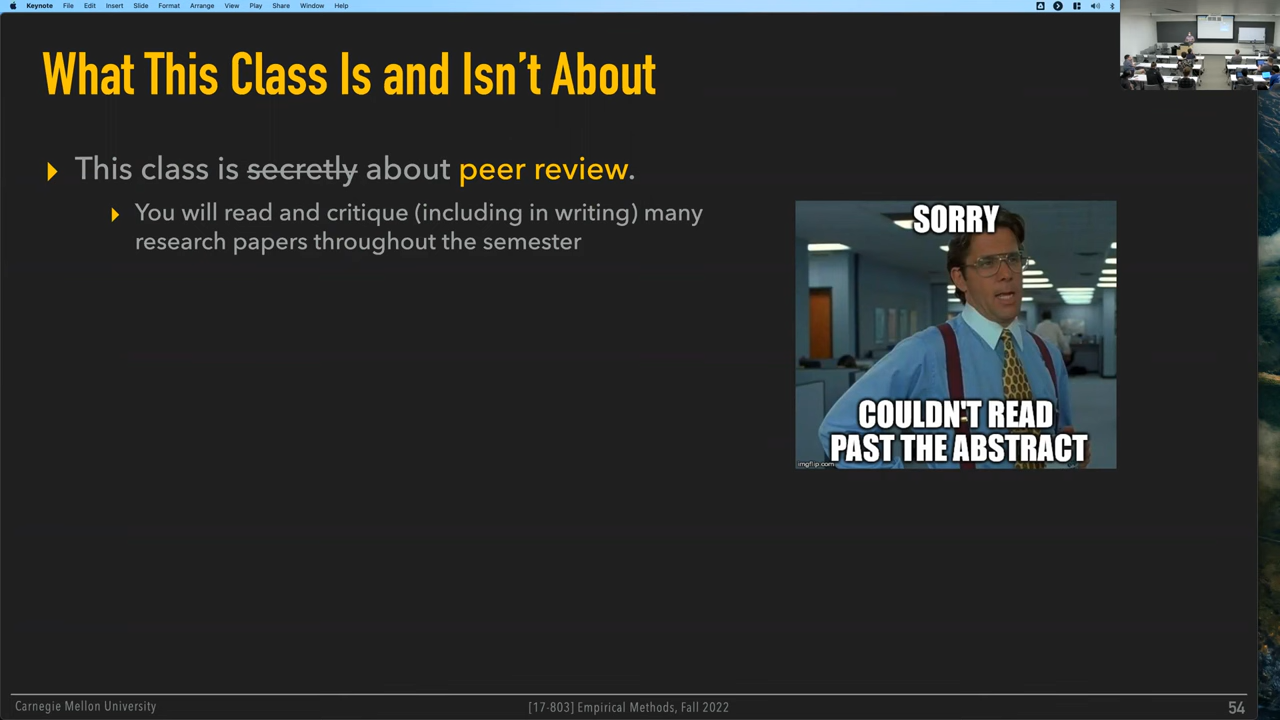 Keynote File Edit Insert Slide Format Arrange View Play Share Window Help
What This Class Is and Isn't About
This class is secretly about peer review.
You will read and critique (including in writing) many
research papers throughout the semester
SORRY
COULDN'T READ
PAST THE ABSTRACT
imgflip.com
Carnegie Mellon University
[17-803] Empirical Methods, Fall 2022
54